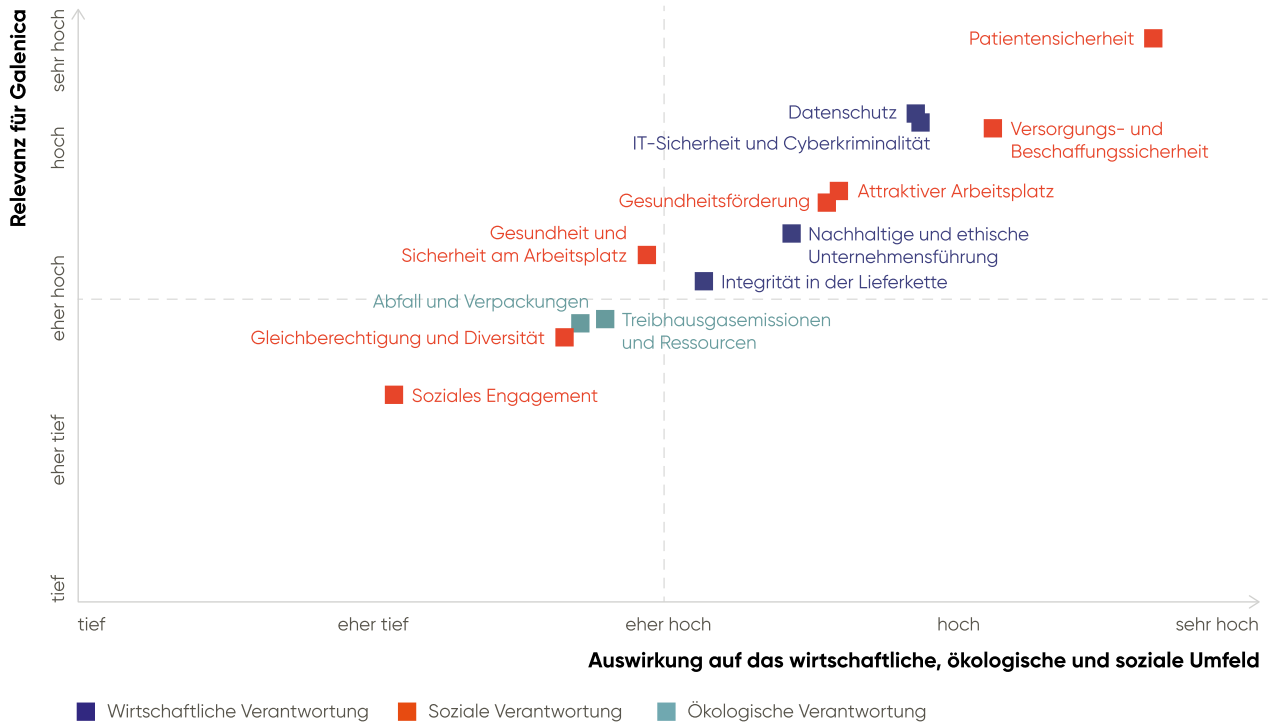 Relevanz für Galenica
sehr hoch
hoch
eher hoch
eher tief
tief
Patientensicherheit
Datenschutz
IT-Sicherheit und Cyberkriminalität
Versorgungs- und
Beschaffungssicherheit
Attraktiver Arbeitsplatz
Gesundheitsförderung
Gesundheit und
Sicherheit am Arbeitsplatz
Nachhaltige und ethische
Unternehmensführung
Integrität in der Lieferkette
Abfall und Verpackungen
Treibhausgasemissionen
und Ressourcen
Gleichberechtigung und Diversität
Soziales Engagement
tief
eher tief
eher hoch
hoch
sehr hoch
Auswirkung auf das wirtschaftliche, ökologische und soziale Umfeld
Wirtschaftliche Verantwortung
Soziale Verantwortung
Ökologische Verantwortung